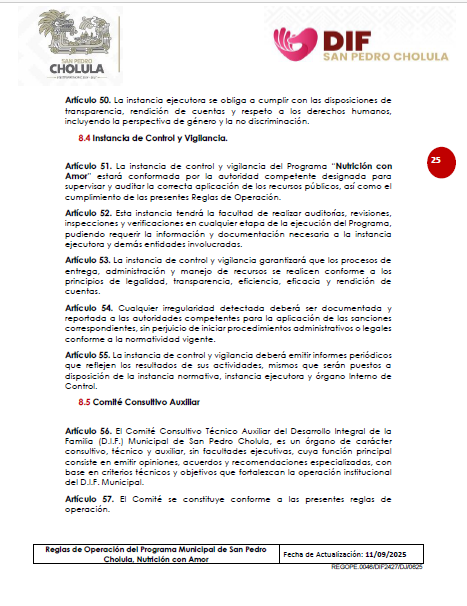 SAN PEDRO
CHOLULA
DIF
SAN PEDRO CHOLULA
Artículo 50. La instancia ejecutora se obliga a cumplir con las disposiciones de
transparencia, rendición de cuentas y respeto a los derechos humanos,
incluyendo la perspectiva de género y la no discriminación.
8.4 Instancia de Control y Vigilancia.
25
Artículo 51. La instancia de control y vigilancia del Programa "Nutrición con
Amor" estará conformada por la autoridad competente designada para
supervisar y auditar la correcta aplicación de los recursos públicos, así como el
cumplimiento de las presentes Reglas de Operación.
Artículo 52. Esta instancia tendrá la facultad de realizar auditorías, revisiones,
inspecciones y verificaciones en cualquier etapa de la ejecución del Programa,
pudiendo requerir la información y documentación necesaria a la instancia
ejecutora y demás entidades involucradas.
Artículo 53. La instancia de control y vigilancia garantizará que los procesos de
entrega, administración y manejo de recursos se realicen conforme a los
principios de legalidad, transparencia, eficiencia, eficacia y rendición de
cuentas.
Artículo 54. Cualquier irregularidad detectada deberá ser documentada y
reportada a las autoridades competentes para la aplicación de las sanciones
correspondientes, sin perjuicio de iniciar procedimientos administrativos o legales
conforme a la normatividad vigente.
Artículo 55. La instancia de control y vigilancia deberá emitir informes periódicos
que reflejen los resultados de sus actividades, mismos que serán puestos a
disposición de la instancia normativa, instancia ejecutora y órgano Interno de
Control.
8.5 Comité Consultivo Auxiliar
Artículo 56. El Comité Consultivo Técnico Auxiliar del Desarrollo Integral de la
Familia (D.I.F.) Municipal de San Pedro Cholula, es un órgano de carácter
consultivo, técnico y auxiliar, sin facultades ejecutivas, cuya función principal
consiste en emitir opiniones, acuerdos y recomendaciones especializadas, con
base en criterios técnicos y objetivos que fortalezcan la operación institucional
del D.I.F. Municipal.
Artículo 57. El Comité se constituye conforme a las presentes reglas de
operación.
Reglas de Operación del Programa Municipal de San Pedro
Cholula, Nutrición con Amor
Fecha de Actualización: 11/09/2025
REGOPE.0046/DIF2427/DJ/0625